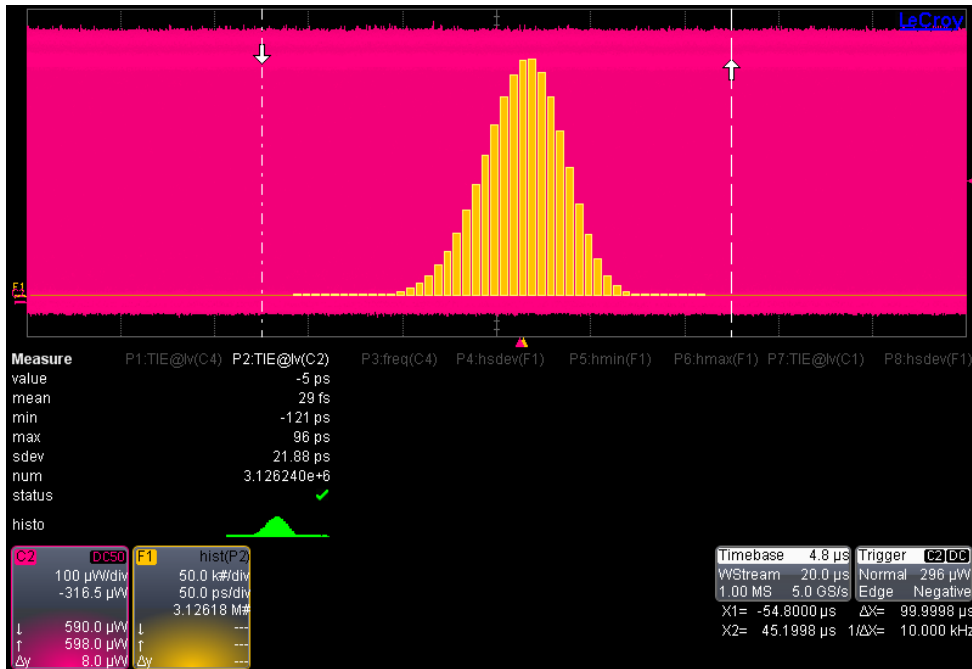 LeCroy
F1
Measure P1:TIE@lv(C4) P2:TIE@lv(C2) P3:freq(C4) P4:hsdev(F1) P5:hmin(F1) P6:hmax(F1) P7:TIE@lv(C1) P8:hsdev(F1)
value -5 ps
mean 29 fs
min -121 ps
max 96 ps
sdev 21.88 ps
num 3.126240e+6
status ✓
histo
C2 DC50
100 µW/div
-316.5 µW
↓ 590.0 µW
↑ 598.0 µW
Δy 8.0 µW
F1 hist(P2)
50.0 k#/div
50.0 ps/div
3.12618 M#
↓ ---
↑ ---
Δy ---
Timebase 4.8 µs
WStream 20.0 µs
1.00 MS 5.0 GS/s
Trigger C2 DC
Normal 296 µW
Edge Negative
X1= -54.8000 µs ΔX= 99.9998 µs
X2= 45.1998 µs 1/ΔX= 10.000 kHz